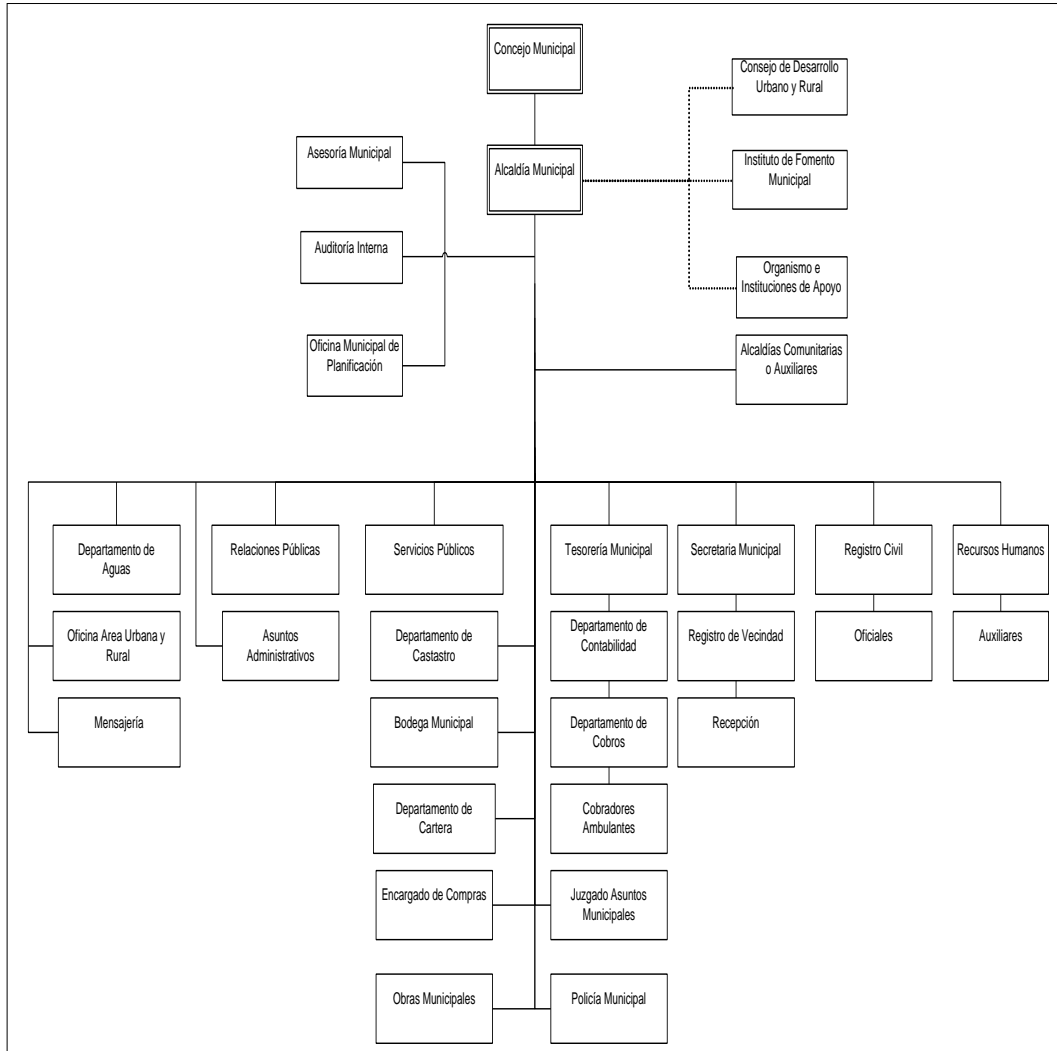 Concejo Municipal
Consejo de Desarrollo
Urbano y Rural
Asesoría Municipal
Alcaldía Municipal
Instituto de Fomento
Municipal
Auditoría Interna
Organismo e
Instituciones de Apoyo
Oficina Municipal de
Planificación
Alcaldías Comunitarias
o Auxiliares
Departamento de
Aguas
Relaciones Públicas
Servicios Públicos
Tesorería Municipal
Secretaria Municipal
Registro Civil
Recursos Humanos
Oficina Area Urbana y
Rural
Asuntos
Administrativos
Departamento de
Castastro
Departamento de
Contabilidad
Registro de Vecindad
Oficiales
Auxiliares
Mensajería
Bodega Municipal
Departamento de
Cobros
Recepción
Departamento de
Cartera
Cobradores
Ambulantes
Encargado de Compras
Juzgado Asuntos
Municipales
Obras Municipales
Policía Municipal